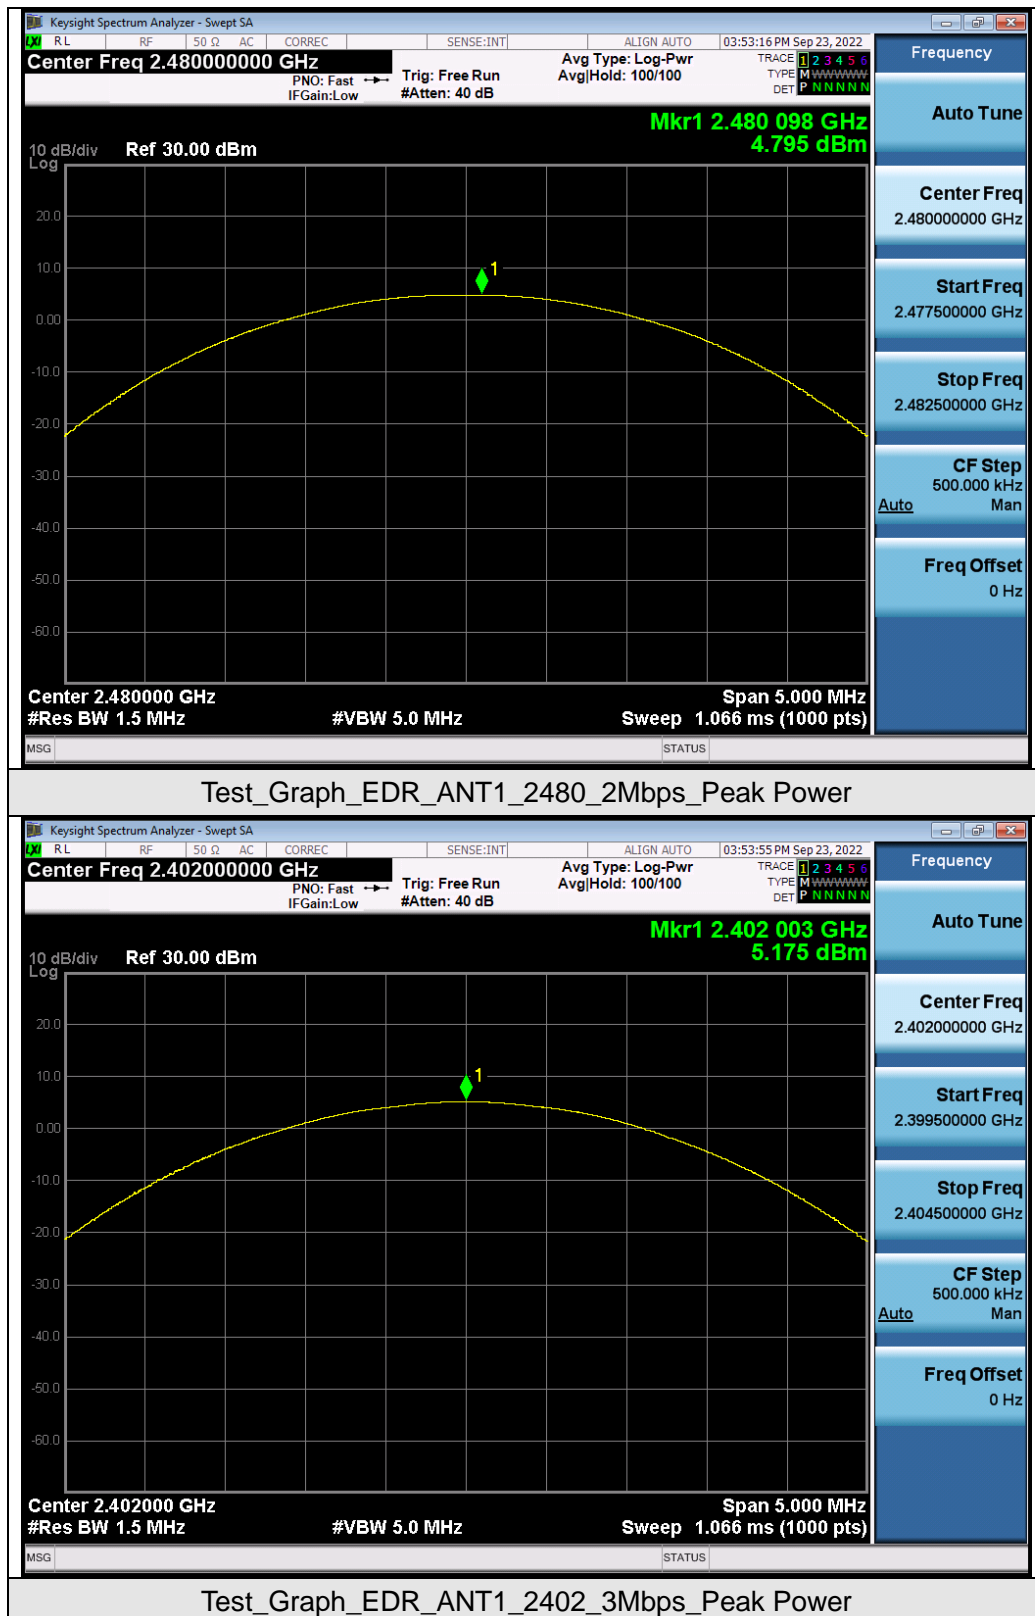 Keysight Spectrum Analyzer - Swept SA
LXI RL RF 50 Ω AC CORREC SENSE:INT ALIGN AUTO 03:53:16 PM Sep 23, 2022
Center Freq 2.480000000 GHz
PNO: Fast
IFGain:Low
Trig: Free Run
#Atten: 40 dB
Avg Type: Log-Pwr
Avg|Hold: 100/100
TRACE 1 2 3 4 5 6
TYPE M WWWWW
DET P N N N N N
Mkr1 2.480 098 GHz
4.795 dBm
10 dB/div Ref 30.00 dBm
Log
20.0
10.0
1
0.00
-10.0
-20.0
-30.0
-40.0
-50.0
-60.0
Center 2.480000 GHz Span 5.000 MHz
#Res BW 1.5 MHz #VBW 5.0 MHz Sweep 1.066 ms (1000 pts)
MSG STATUS
Frequency
Auto Tune
Center Freq
2.480000000 GHz
Start Freq
2.477500000 GHz
Stop Freq
2.482500000 GHz
CF Step
500.000 kHz
Auto Man
Freq Offset
0 Hz
Test_Graph_EDR_ANT1_2480_2Mbps_Peak Power
Keysight Spectrum Analyzer - Swept SA
LXI RL RF 50 Ω AC CORREC SENSE:INT ALIGN AUTO 03:53:55 PM Sep 23, 2022
Center Freq 2.402000000 GHz
PNO: Fast
IFGain:Low
Trig: Free Run
#Atten: 40 dB
Avg Type: Log-Pwr
Avg|Hold: 100/100
TRACE 1 2 3 4 5 6
TYPE M WWWWW
DET P N N N N N
Mkr1 2.402 003 GHz
5.175 dBm
10 dB/div Ref 30.00 dBm
Log
20.0
10.0
1
0.00
-10.0
-20.0
-30.0
-40.0
-50.0
-60.0
Center 2.402000 GHz Span 5.000 MHz
#Res BW 1.5 MHz #VBW 5.0 MHz Sweep 1.066 ms (1000 pts)
MSG STATUS
Frequency
Auto Tune
Center Freq
2.402000000 GHz
Start Freq
2.399500000 GHz
Stop Freq
2.404500000 GHz
CF Step
500.000 kHz
Auto Man
Freq Offset
0 Hz
Test_Graph_EDR_ANT1_2402_3Mbps_Peak Power